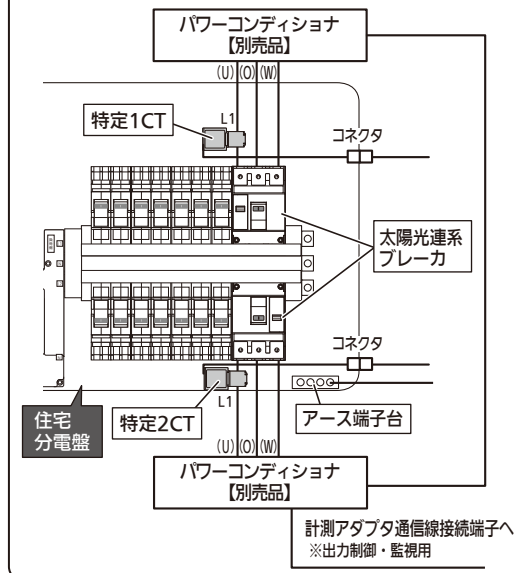 パワーコンディショナ
【別売品】
(U)(O)(W)
特定1CT
L1
コネクタ
太陽光連系
ブレーカ
コネクタ
L1
特定2CT
アース端子台
住宅
分電盤
(U)(O)(W)
パワーコンディショナ
【別売品】
計測アダプタ通信線接続端子へ
※出力制御・監視用